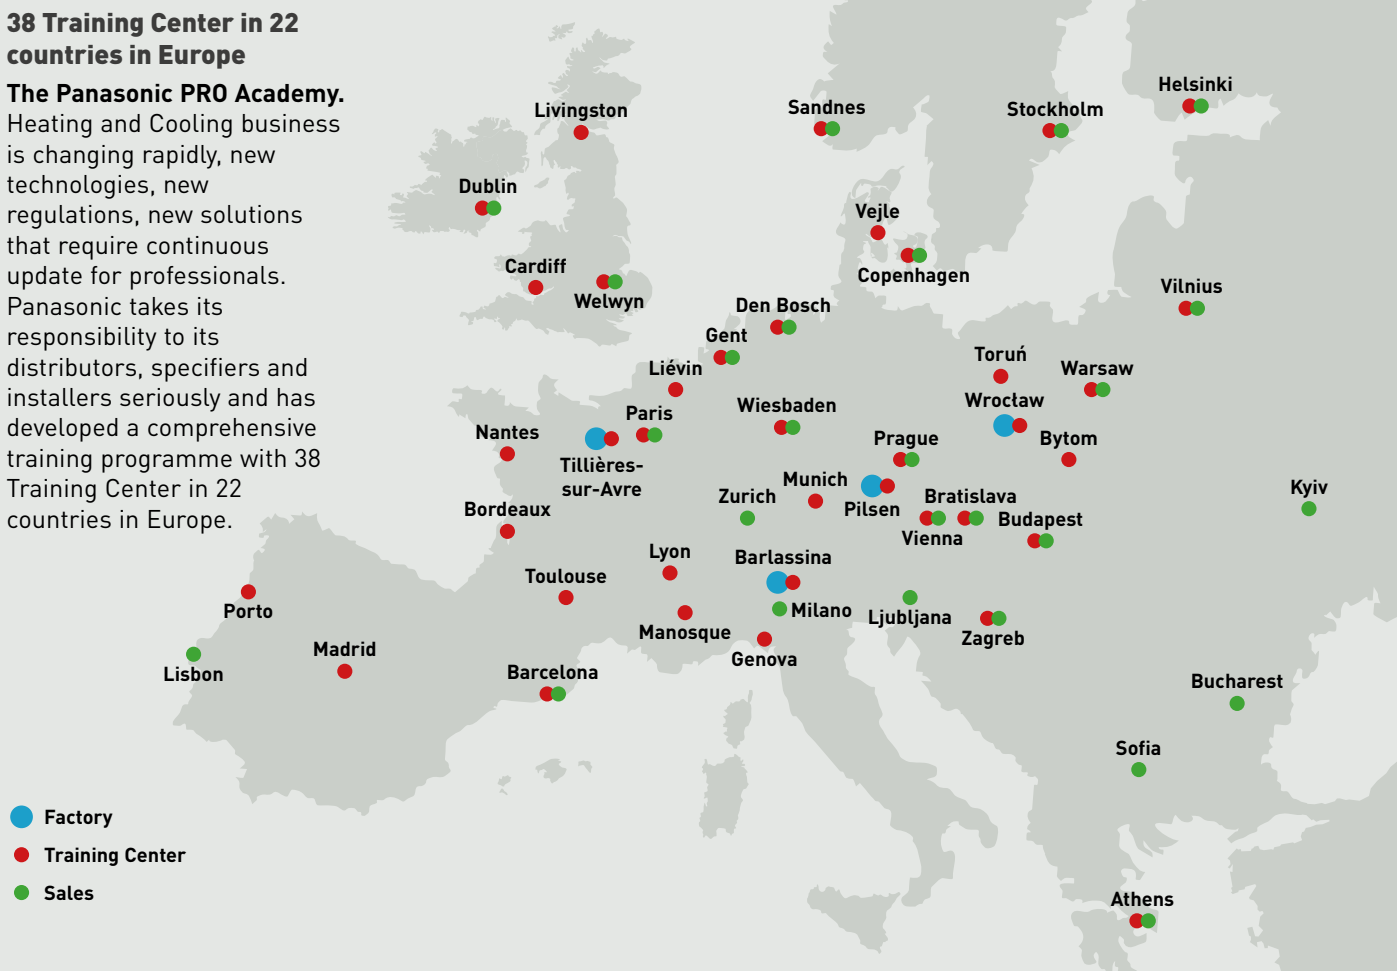 38 Training Center in 22
countries in Europe
The Panasonic PRO Academy.
Heating and Cooling business
is changing rapidly, new
technologies, new
regulations, new solutions
that require continuous
update for professionals.
Panasonic takes its
responsibility to its
distributors, specifiers and
installers seriously and has
developed a comprehensive
training programme with 38
Training Center in 22
countries in Europe.
Helsinki
Sandnes
Stockholm
Livingston
Dublin
Vejle
Copenhagen
Cardiff
Welwyn
Vilnius
Den Bosch
Gent
Toruń
Liévin
Warsaw
Wrocław
Wiesbaden
Paris
Nantes
Prague
Bytom
Tillières-
sur-Avre
Munich
Pilsen
Zurich
Bratislava
Kyiv
Bordeaux
Budapest
Vienna
Lyon
Barlassina
Toulouse
Porto
Milano
Ljubljana
Manosque
Zagreb
Madrid
Genova
Lisbon
Barcelona
Bucharest
Sofia
Factory
Training Center
Sales
Athens